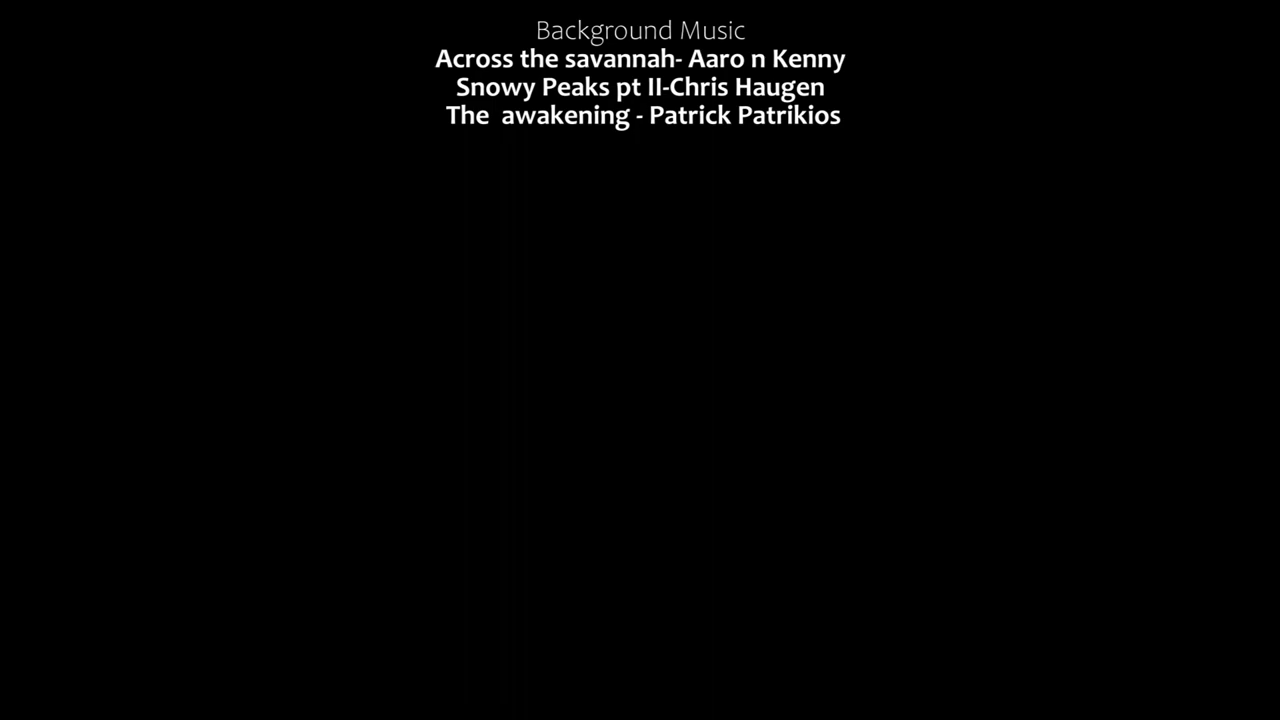 Background Music
Across the savannah- Aaro n Kenny
Snowy Peaks pt II-Chris Haugen
The  awakening - Patrick Patrikios